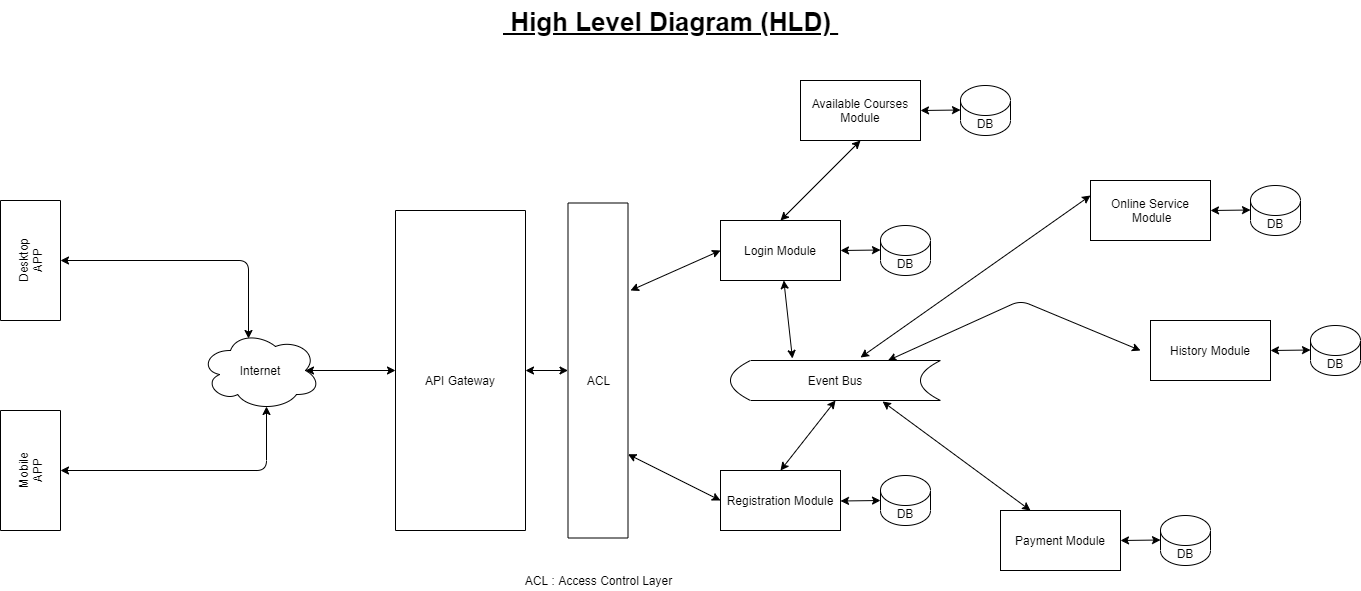 High Level Diagram (HLD)
Available Courses
Module
DB
Desktop
APP
Online Service
Module
DB
Login Module
DB
Internet
API Gateway
ACL
Event Bus
History Module
DB
Mobile
APP
Registration Module
DB
Payment Module
DB
ACL : Access Control Layer